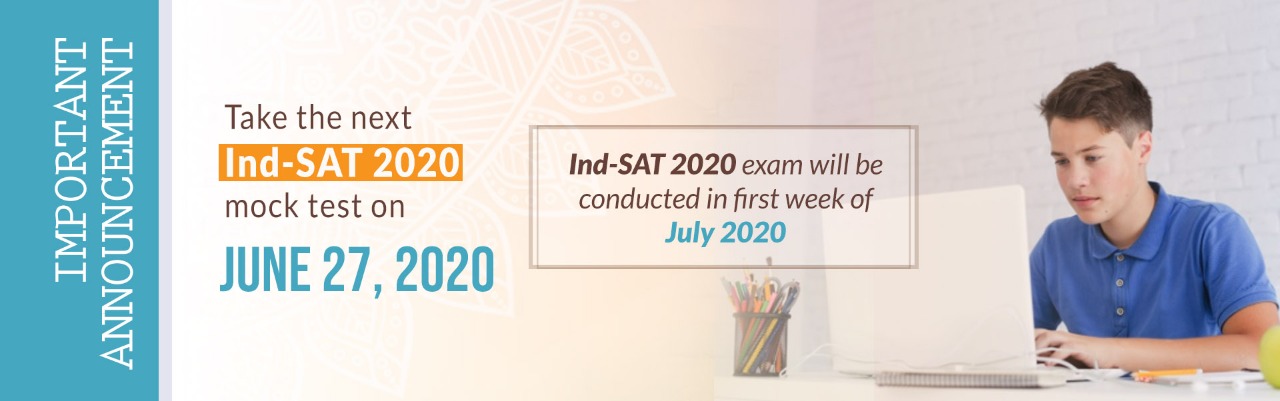 IMPORTANT
ANNOUNCEMENT
Take the next
Ind-SAT 2020
mock test on
JUNE 27, 2020
Ind-SAT 2020 exam will be
conducted in first week of
July 2020